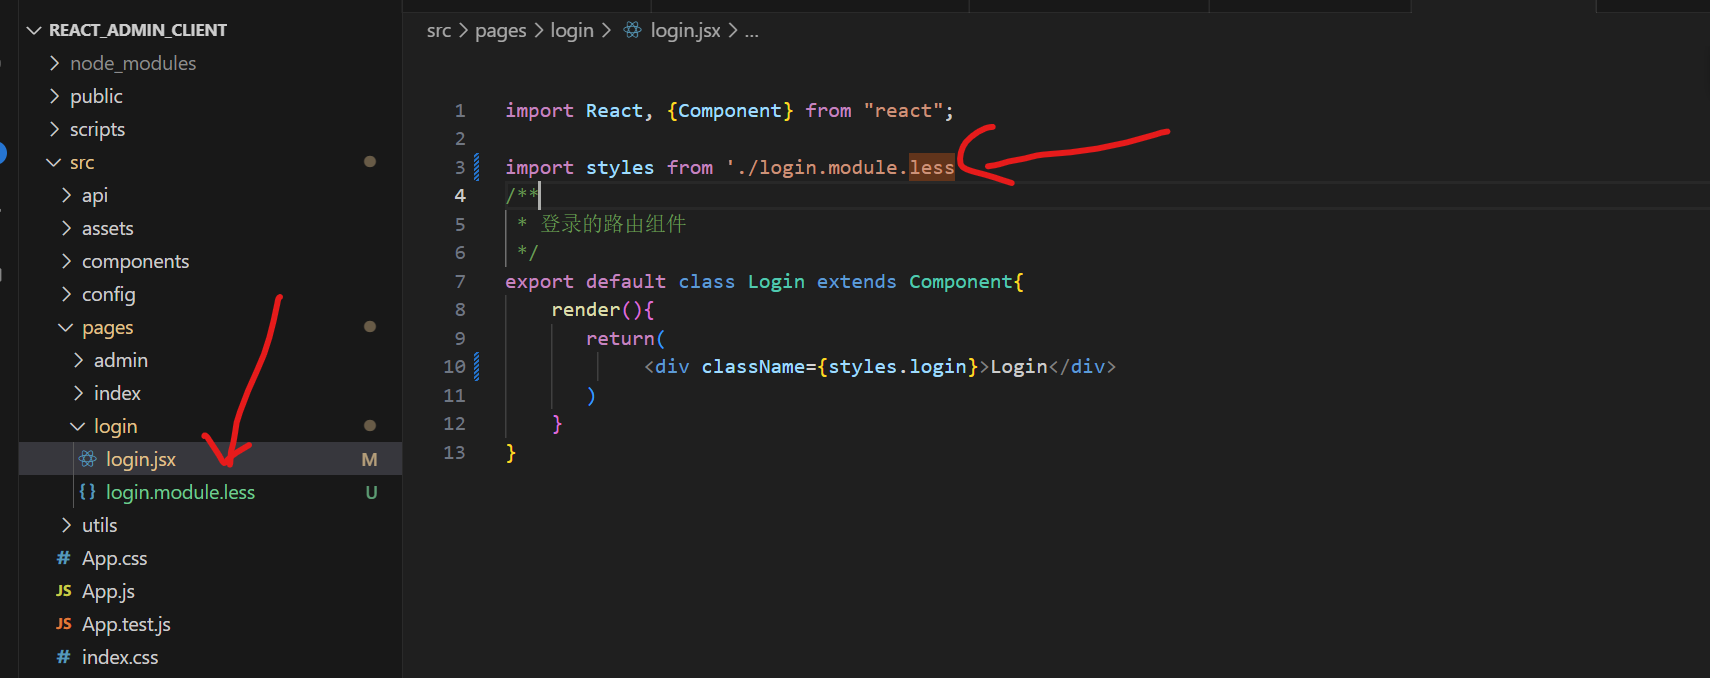 REACT_ADMIN_CLIENT
node_modules
public
scripts
src
api
assets
components
config
pages
admin
index
login
login.jsx M
{} login.module.less U
utils
# App.css
JS App.js
JS App.test.js
# index.css
src > pages > login > login.jsx > ...
1 import React, {Component} from "react";
2
3 import styles from './login.module.less
4 /**
5 * 登录的路由组件
6 */
7 export default class Login extends Component{
8 render(){
9 return(
10 <div className={styles.login}>Login</div>
11 )
12 }
13 }